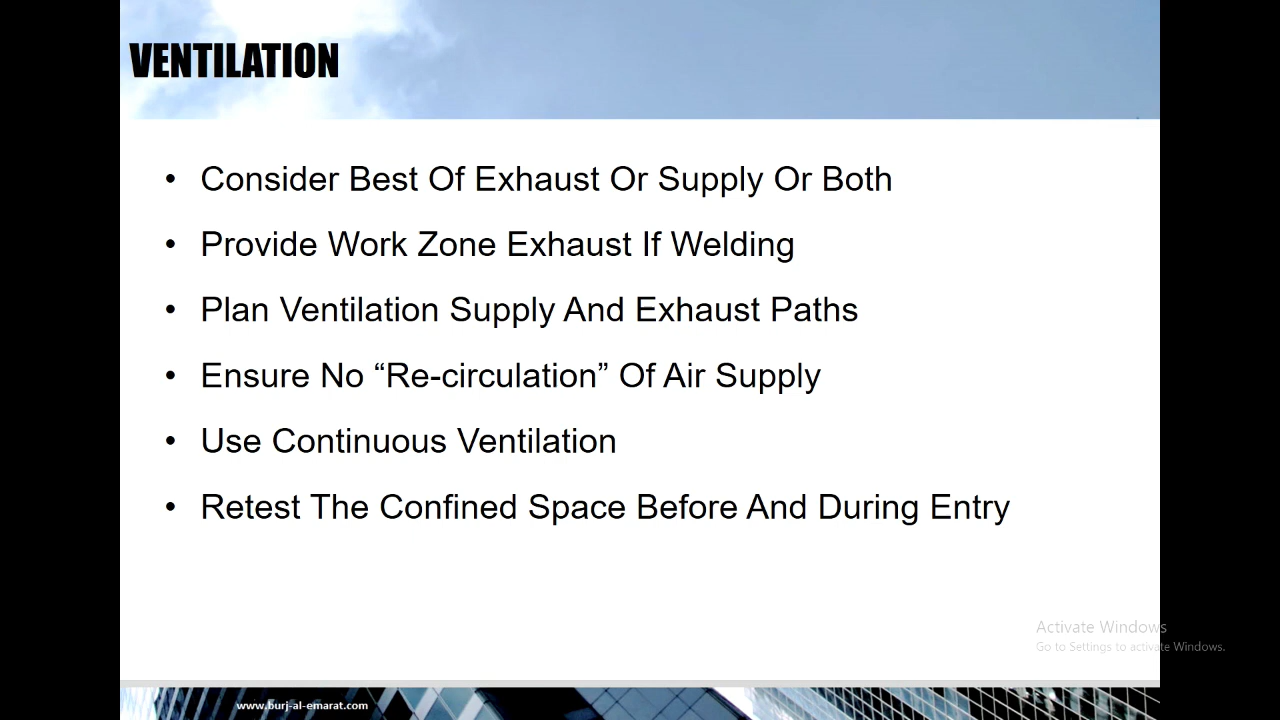 VENTILATION
• Consider Best Of Exhaust Or Supply Or Both
• Provide Work Zone Exhaust If Welding
• Plan Ventilation Supply And Exhaust Paths
• Ensure No “Re-circulation” Of Air Supply
• Use Continuous Ventilation
• Retest The Confined Space Before And During Entry
Activate Windows
Go to Settings to activate Windows.
www.burj-al-emarat.com